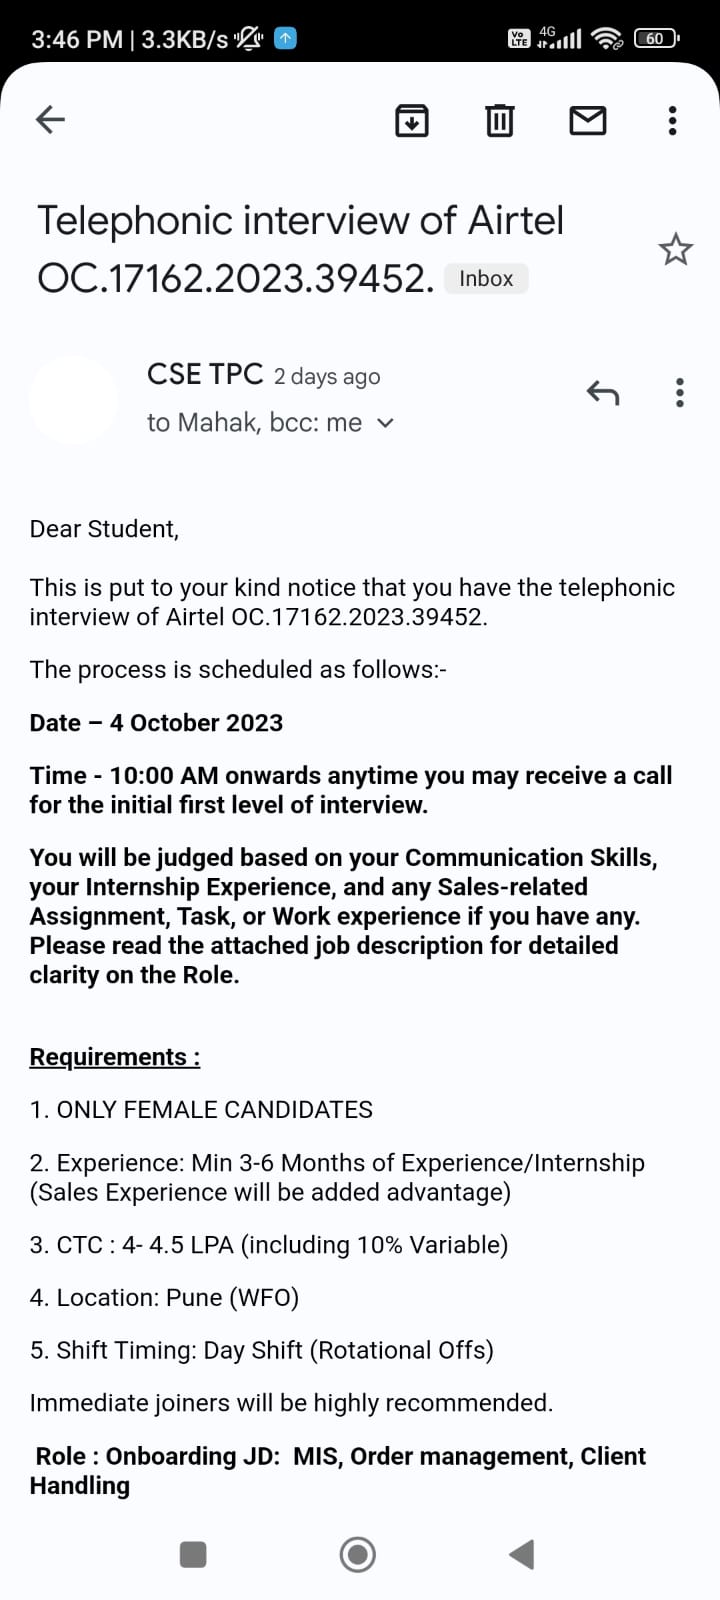 3:46 PM | 3.3KB/s
Vo LTE 4G 60
Telephonic interview of Airtel
OC.17162.2023.39452. Inbox
CSE TPC 2 days ago
to Mahak, bcc: me
Dear Student,
This is put to your kind notice that you have the telephonic
interview of Airtel OC.17162.2023.39452.
The process is scheduled as follows:-
Date – 4 October 2023
Time - 10:00 AM onwards anytime you may receive a call
for the initial first level of interview.
You will be judged based on your Communication Skills,
your Internship Experience, and any Sales-related
Assignment, Task, or Work experience if you have any.
Please read the attached job description for detailed
clarity on the Role.
Requirements :
1. ONLY FEMALE CANDIDATES
2. Experience: Min 3-6 Months of Experience/Internship
(Sales Experience will be added advantage)
3. CTC : 4- 4.5 LPA (including 10% Variable)
4. Location: Pune (WFO)
5. Shift Timing: Day Shift (Rotational Offs)
Immediate joiners will be highly recommended.
Role : Onboarding JD: MIS, Order management, Client
Handling